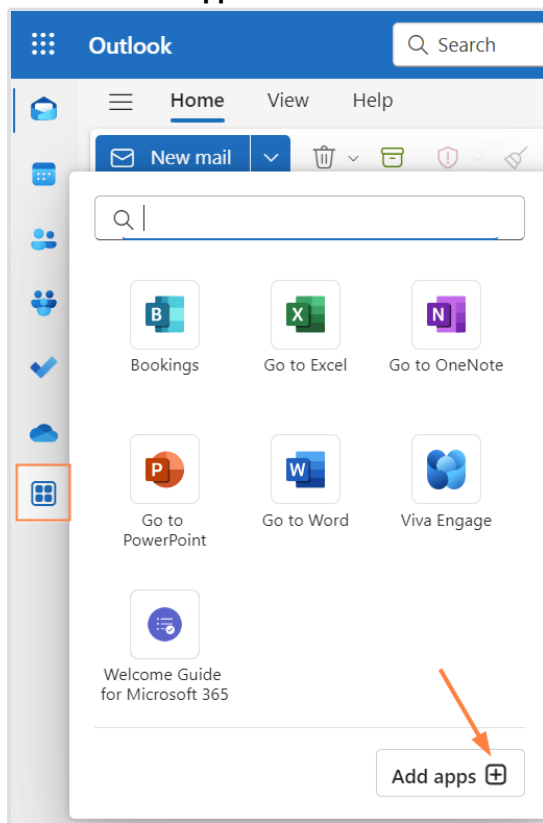 app
Outlook
Search
Home View Help
New mail
B X N
Bookings Go to Excel Go to OneNote
P W
Go to PowerPoint Go to Word Viva Engage
Welcome Guide
for Microsoft 365
Add apps